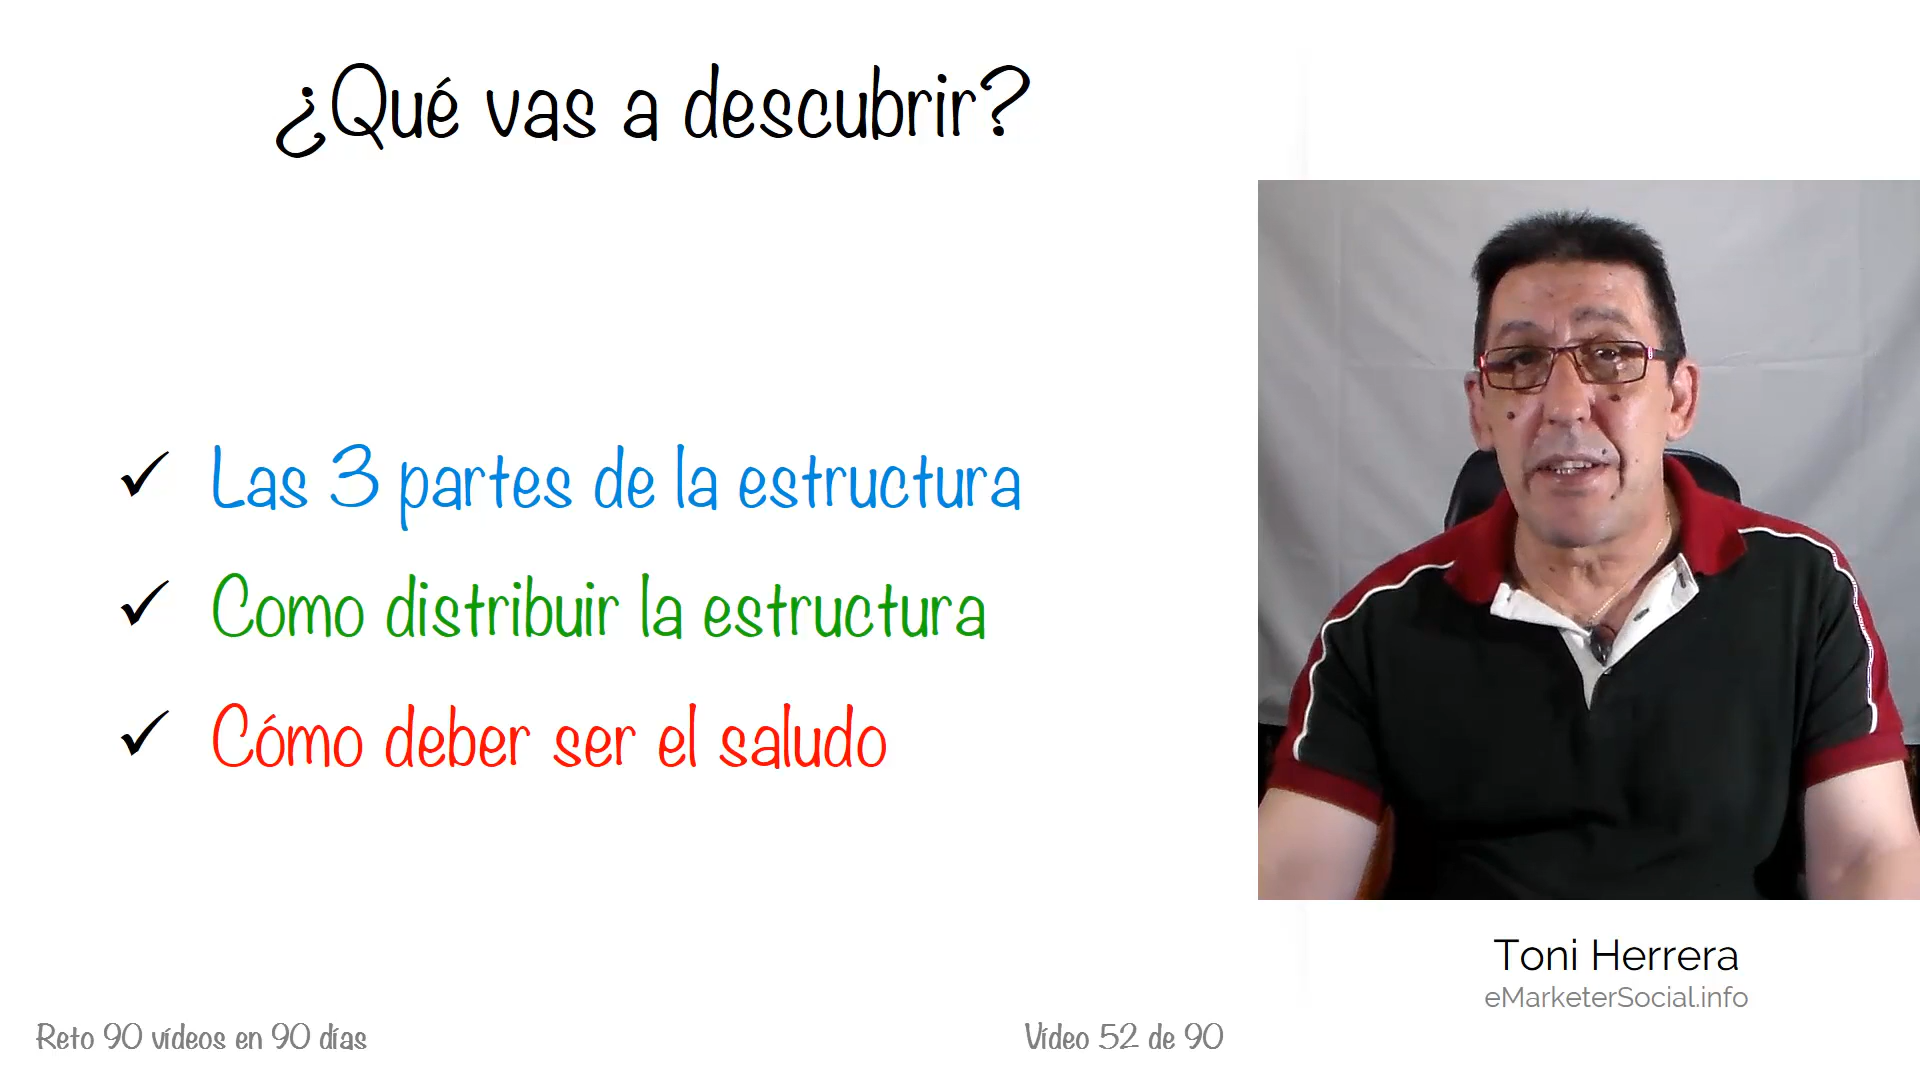 ¿Qué vas a descubrir?
✓ Las 3 partes de la estructura
✓ Como distribuir la estructura
✓ Cómo deber ser el saludo
Toni Herrera
eMarketerSocial.info
Reto 90 vídeos en 90 días
Vídeo 52 de 90